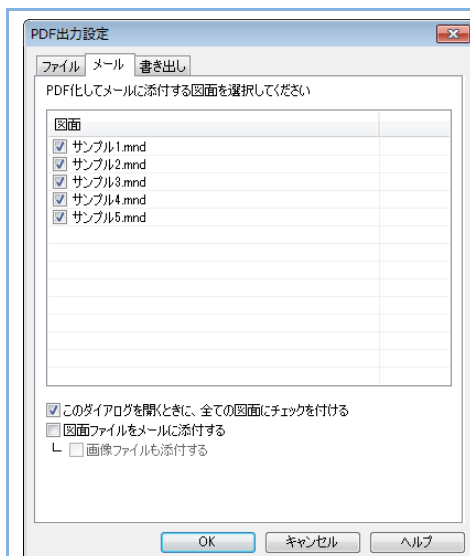 PDF出力設定
ファイル メール 書き出し
PDF化してメールに添付する図面を選択してください
図面
サンプル1.mnd
サンプル2.mnd
サンプル3.mnd
サンプル4.mnd
サンプル5.mnd
このダイアログを開くときに、全ての図面にチェックを付ける
図面ファイルをメールに添付する
画像ファイルも添付する
OK キャンセル ヘルプ